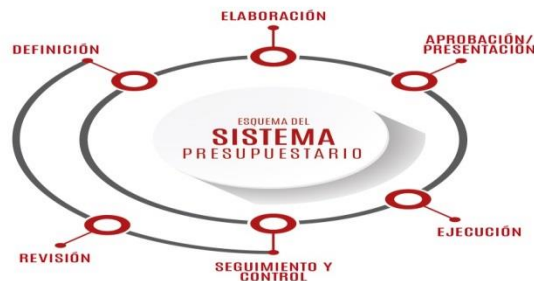 ELABORACIÓN
DEFINICIÓN
APROBACIÓN/
PRESENTACIÓN
ESQUEMA DEL
SISTEMA
PRESUPUESTARIO
EJECUCIÓN
REVISIÓN
SEGUIMIENTO Y
CONTROL